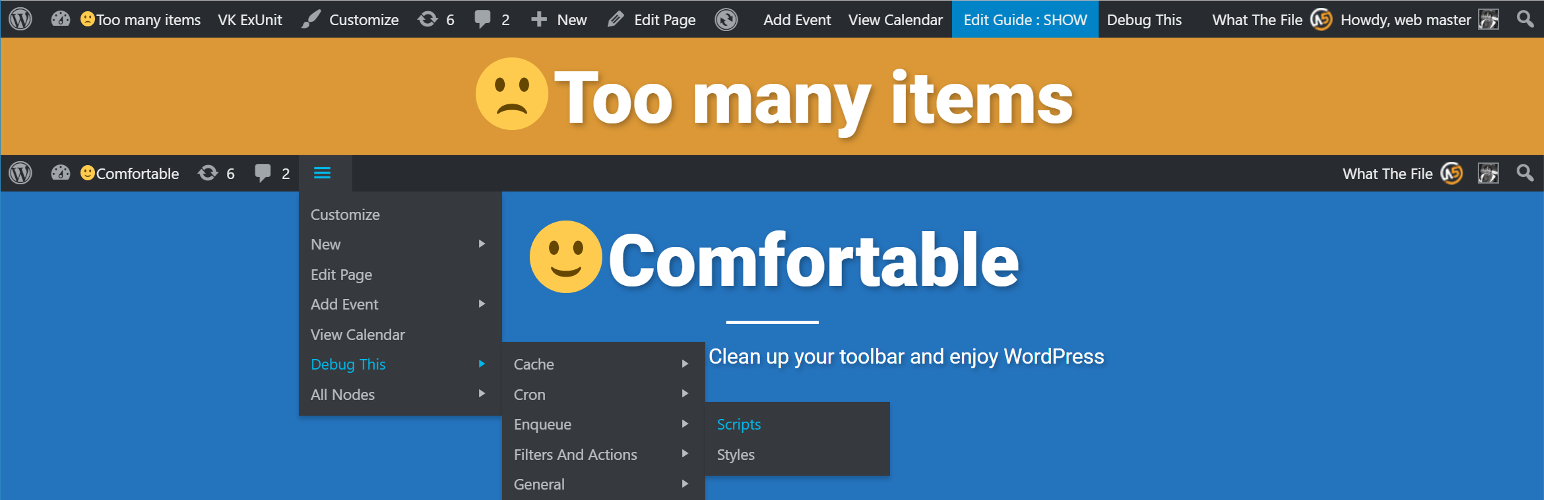 Too many items VK ExUnit Customize 6 2 New Edit Page Add Event View Calendar Edit Guide : SHOW Debug This What The File Howdy, web master
Too many items
Comfortable 6 2 What The File
Customize
New
Edit Page
Add Event
View Calendar
Debug This
All Nodes
Comfortable
Clean up your toolbar and enjoy WordPress
Cache
Cron
Enqueue
Filters And Actions
General
Scripts
Styles